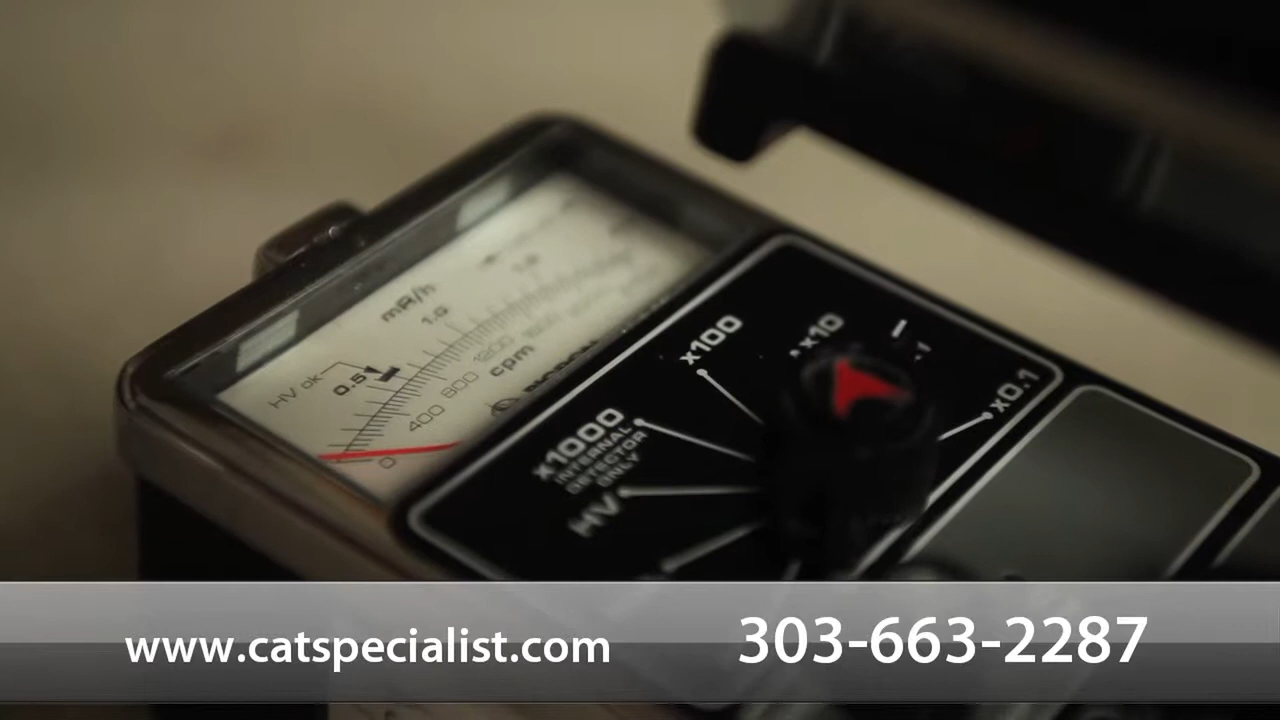 mR/h
1.0
HV ok
0.5
400 800 1200
cpm
0
x100
x10
x1
x0.1
x1000
INTERNAL
DETECTOR
ONLY
HV
www.catspecialist.com
303-663-2287